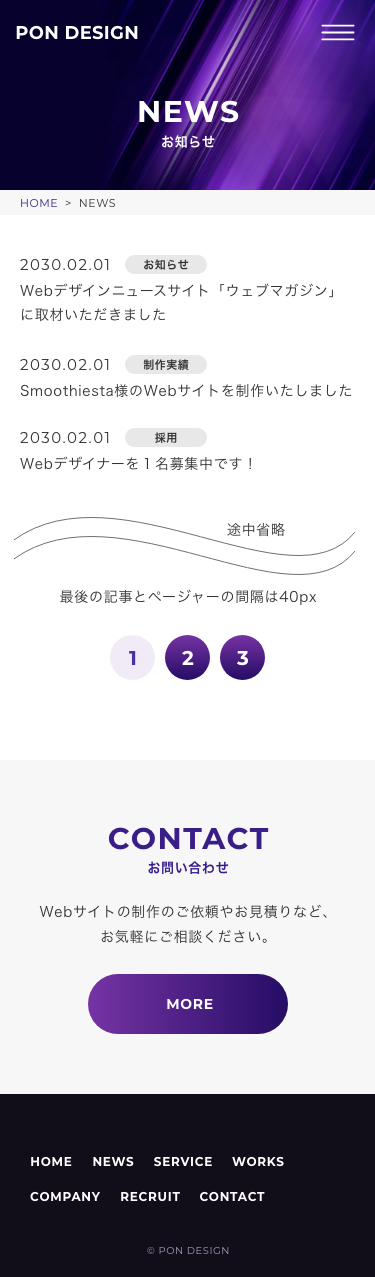 PON DESIGN
NEWS
お知らせ
HOME > NEWS
2030.02.01 お知らせ
Webデザインニュースサイト「ウェブマガジン」
に取材いただきました
2030.02.01 制作実績
Smoothiesta様のWebサイトを制作いたしました
2030.02.01 採用
Webデザイナーを１名募集中です！
途中省略
最後の記事とページャーの間隔は40px
1 2 3
CONTACT
お問い合わせ
Webサイトの制作のご依頼やお見積りなど、
お気軽にご相談ください。
MORE
HOME NEWS SERVICE WORKS
COMPANY RECRUIT CONTACT
© PON DESIGN